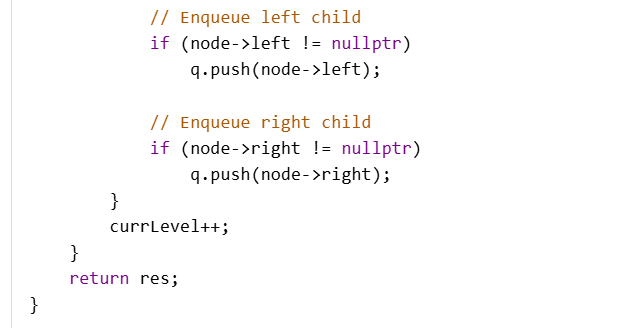 // Enqueue left child
if (node->left != nullptr)
q.push(node->left);
// Enqueue right child
if (node->right != nullptr)
q.push(node->right);
}
currLevel++;
}
return res;
}